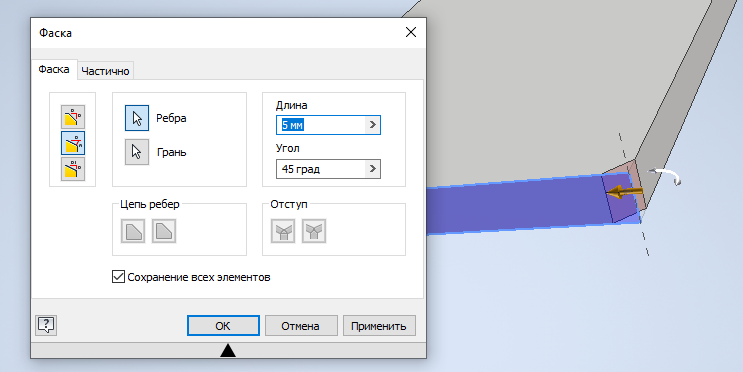 Фаска
Фаска
Частично
Ребра
Грань
Длина
5 мм
Угол
45 град
Цепь ребер
Отступ
Сохранение всех элементов
?
ОК
Отмена
Применить